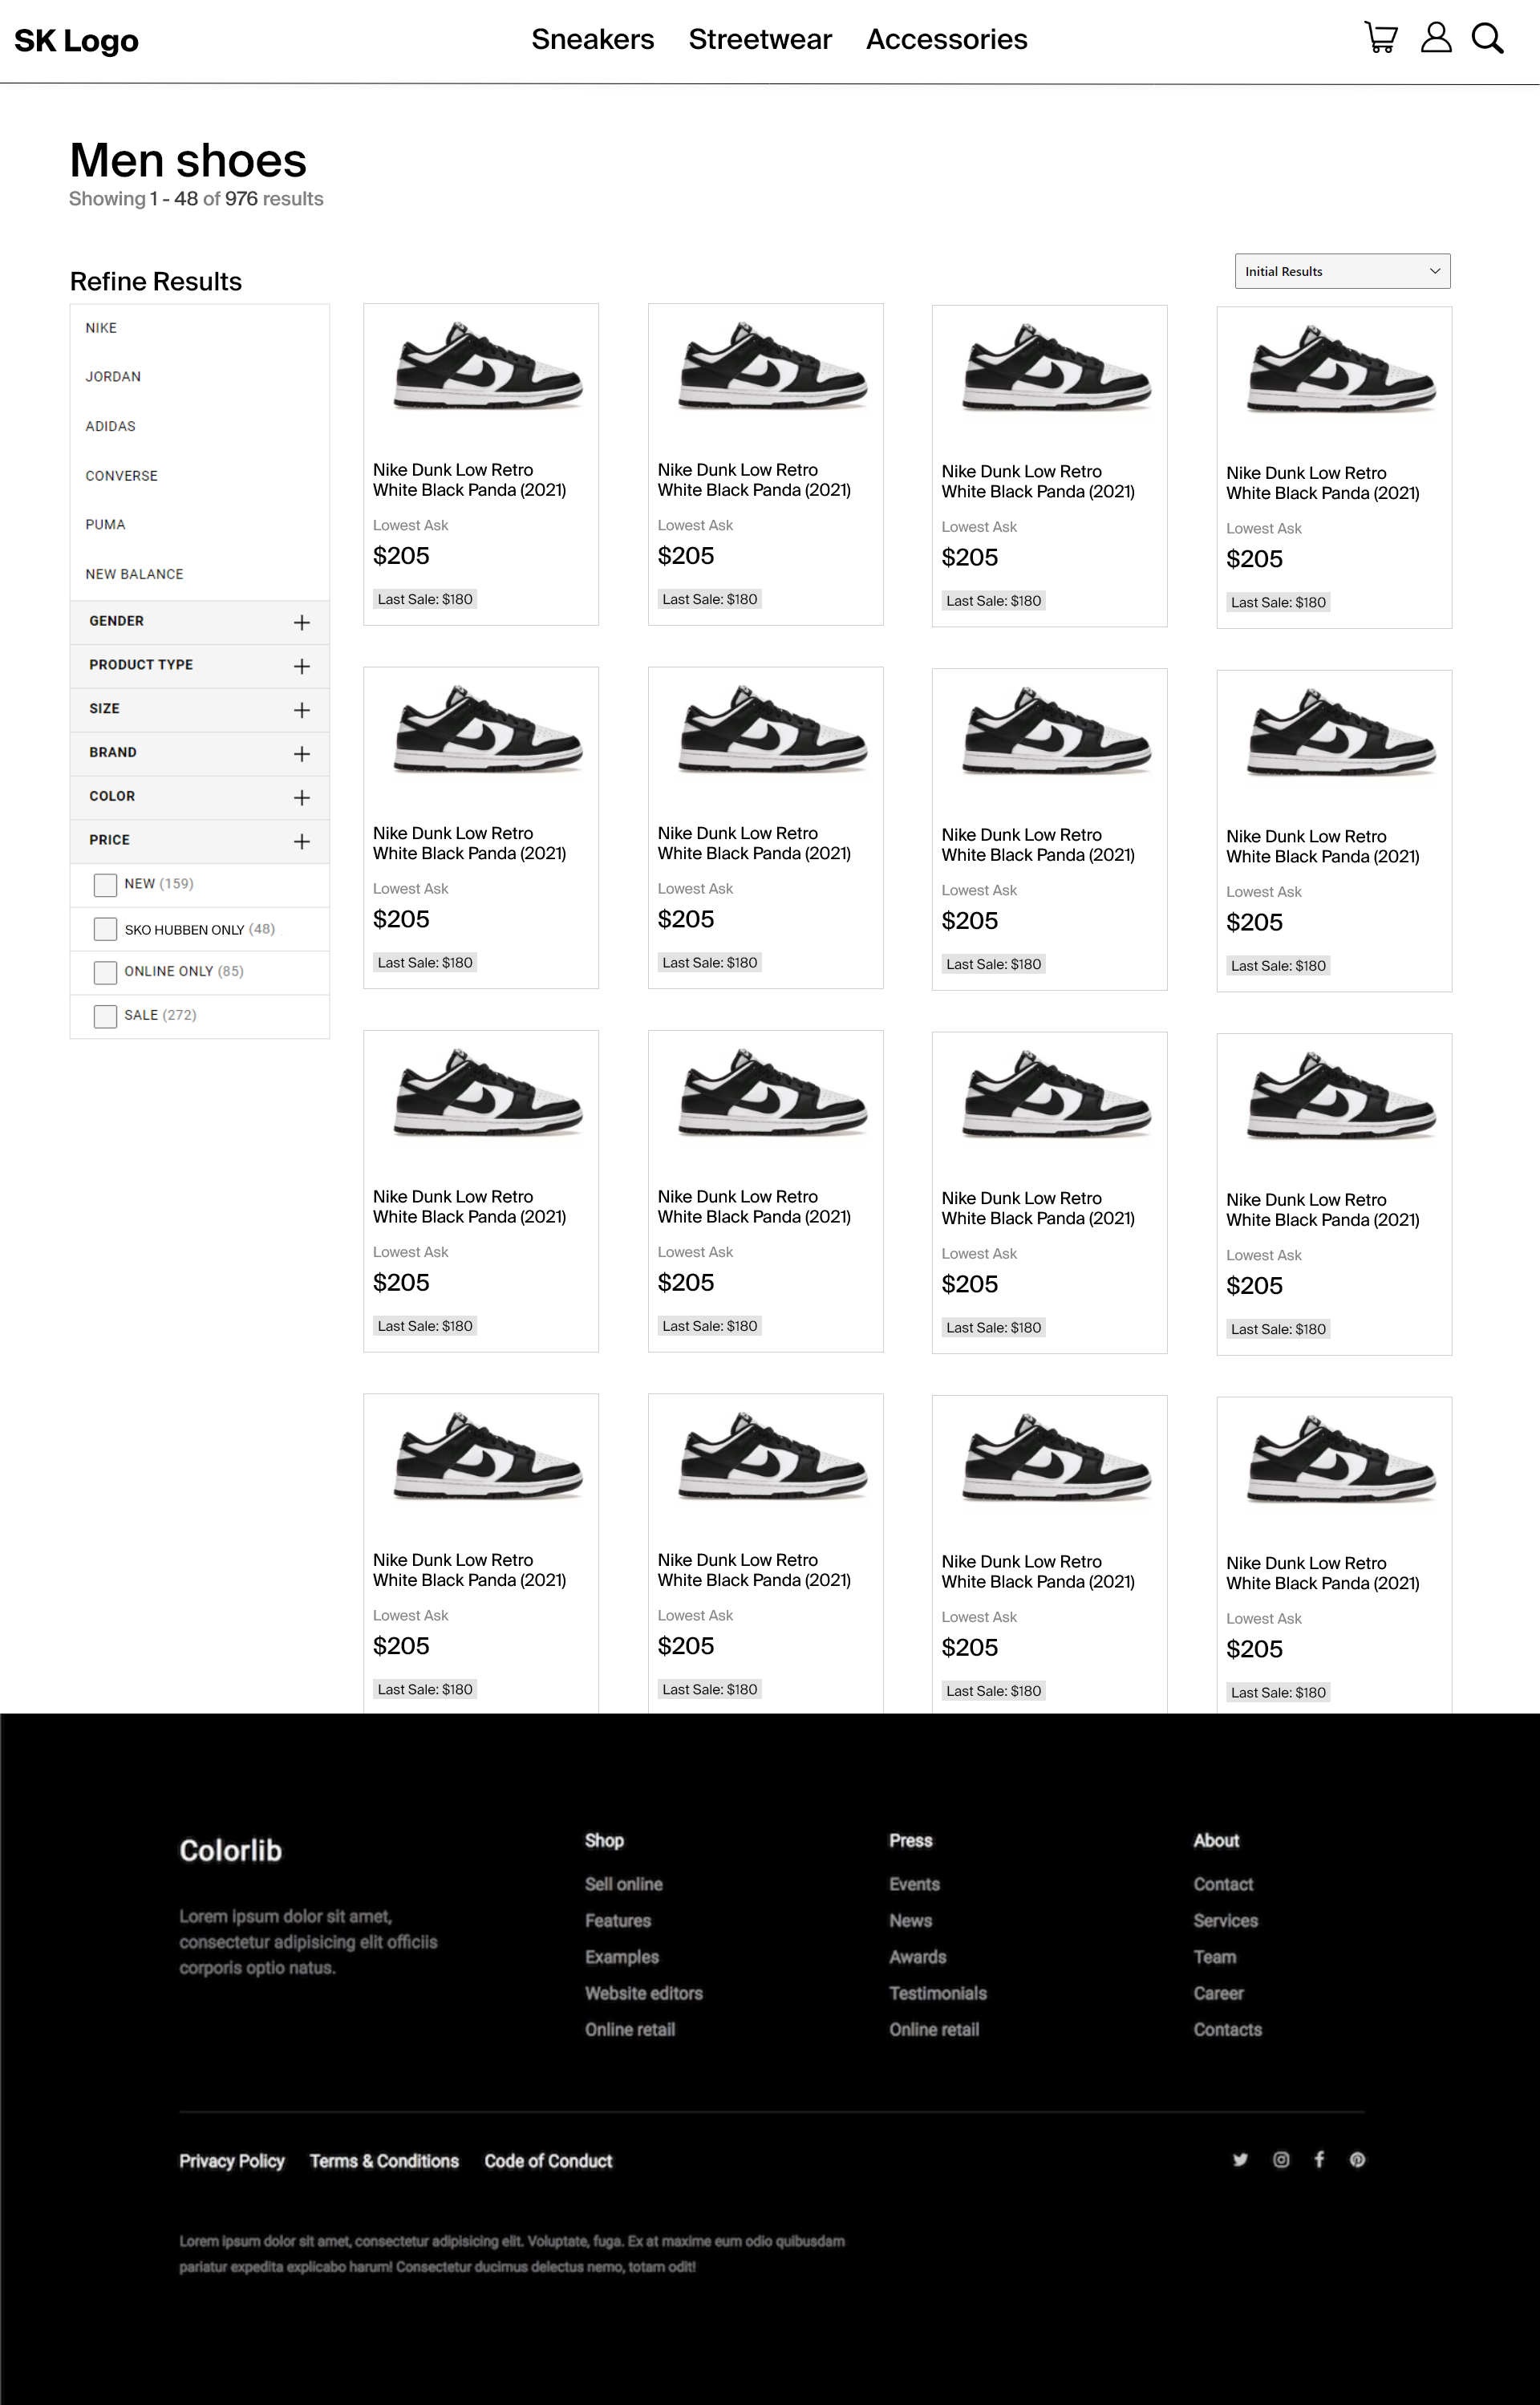 SK Logo
Sneakers Streetwear Accessories
Men shoes
Showing 1 - 48 of 976 results
Refine Results
Initial Results
NIKE
JORDAN
ADIDAS
CONVERSE
PUMA
NEW BALANCE
GENDER
PRODUCT TYPE
SIZE
BRAND
COLOR
PRICE
NEW (159)
SKO HUBBEN ONLY (48)
ONLINE ONLY (85)
SALE (272)
Nike Dunk Low Retro
White Black Panda (2021)
Lowest Ask
$205
Last Sale: $180
Nike Dunk Low Retro
White Black Panda (2021)
Lowest Ask
$205
Last Sale: $180
Nike Dunk Low Retro
White Black Panda (2021)
Lowest Ask
$205
Last Sale: $180
Nike Dunk Low Retro
White Black Panda (2021)
Lowest Ask
$205
Last Sale: $180
Nike Dunk Low Retro
White Black Panda (2021)
Lowest Ask
$205
Last Sale: $180
Nike Dunk Low Retro
White Black Panda (2021)
Lowest Ask
$205
Last Sale: $180
Nike Dunk Low Retro
White Black Panda (2021)
Lowest Ask
$205
Last Sale: $180
Nike Dunk Low Retro
White Black Panda (2021)
Lowest Ask
$205
Last Sale: $180
Nike Dunk Low Retro
White Black Panda (2021)
Lowest Ask
$205
Last Sale: $180
Nike Dunk Low Retro
White Black Panda (2021)
Lowest Ask
$205
Last Sale: $180
Nike Dunk Low Retro
White Black Panda (2021)
Lowest Ask
$205
Last Sale: $180
Nike Dunk Low Retro
White Black Panda (2021)
Lowest Ask
$205
Last Sale: $180
Nike Dunk Low Retro
White Black Panda (2021)
Lowest Ask
$205
Last Sale: $180
Nike Dunk Low Retro
White Black Panda (2021)
Lowest Ask
$205
Last Sale: $180
Nike Dunk Low Retro
White Black Panda (2021)
Lowest Ask
$205
Last Sale: $180
Nike Dunk Low Retro
White Black Panda (2021)
Lowest Ask
$205
Last Sale: $180
Colorlib
Lorem ipsum dolor sit amet,
consectetur adipisicing elit officiis
corporis optio natus.
Shop
Sell online
Features
Examples
Website editors
Online retail
Press
Events
News
Awards
Testimonials
Online retail
About
Contact
Services
Team
Career
Contacts
Privacy Policy Terms & Conditions Code of Conduct
Lorem ipsum dolor sit amet, consectetur adipisicing elit. Voluptate, fuga. Ex at maxime eum odio quibusdam
pariatur expedita explicabo harum! Consectetur ducimus delectus nemo, totam odit!